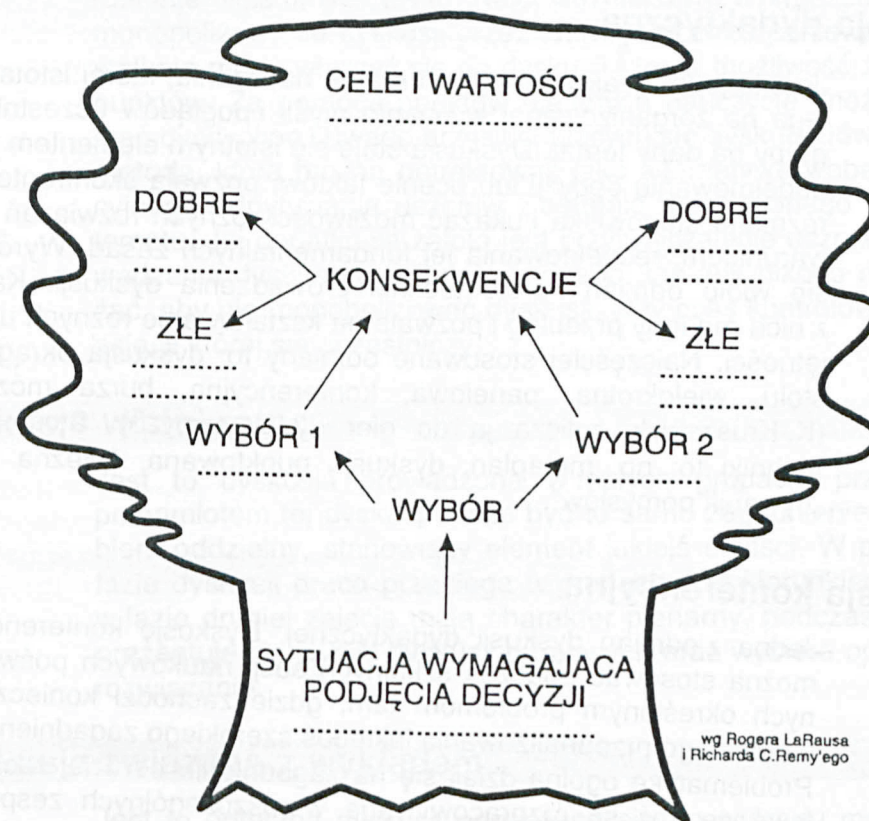 CELE I WARTOŚCI
DOBRE
DOBRE
KONSEKWENCJE
ZŁE
ZŁE
WYBÓR 1
WYBÓR 2
WYBÓR
SYTUACJA WYMAGAJĄCA
PODJĘCIA DECYZJI
wg Rogera LaRausa
i Richarda C.Remy'ego